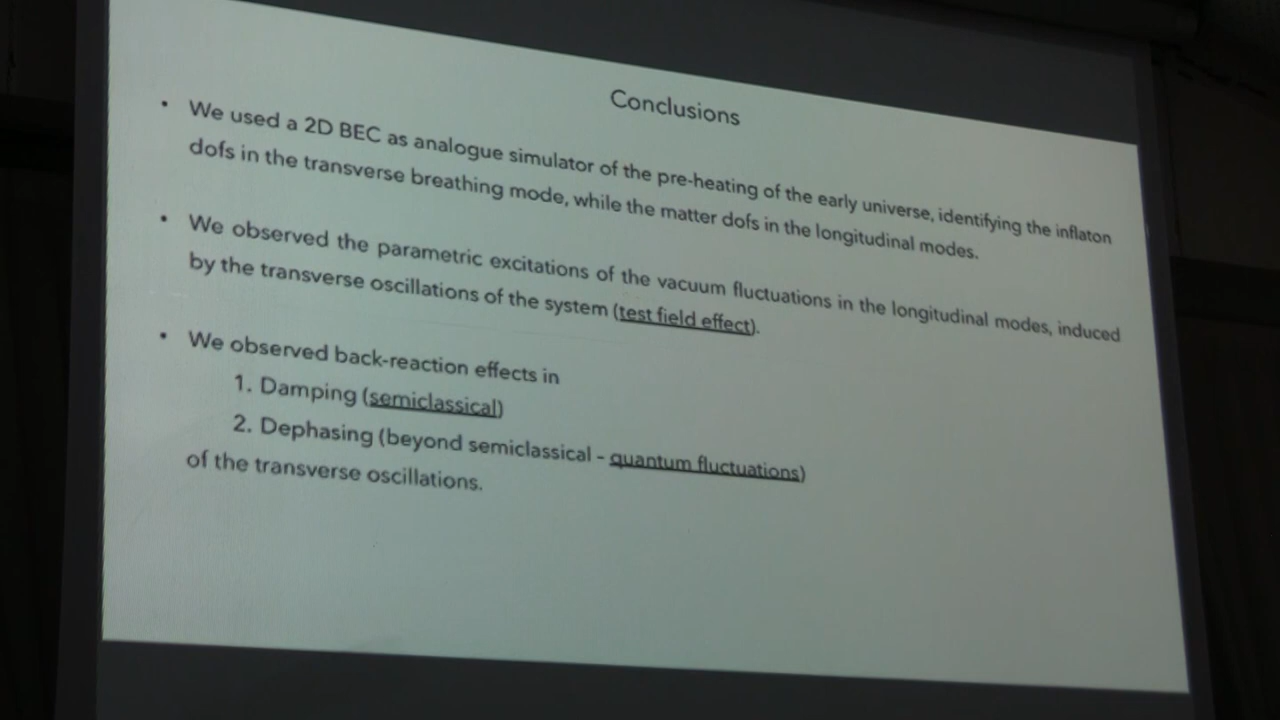 Conclusions
• We used a 2D BEC as analogue simulator of the pre-heating of the early universe, identifying the inflaton
dofs in the transverse breathing mode, while the matter dofs in the longitudinal modes.
• We observed the parametric excitations of the vacuum fluctuations in the longitudinal modes, induced
by the transverse oscillations of the system (test field effect).
• We observed back-reaction effects in
1. Damping (semiclassical)
2. Dephasing (beyond semiclassical - quantum fluctuations)
of the transverse oscillations.